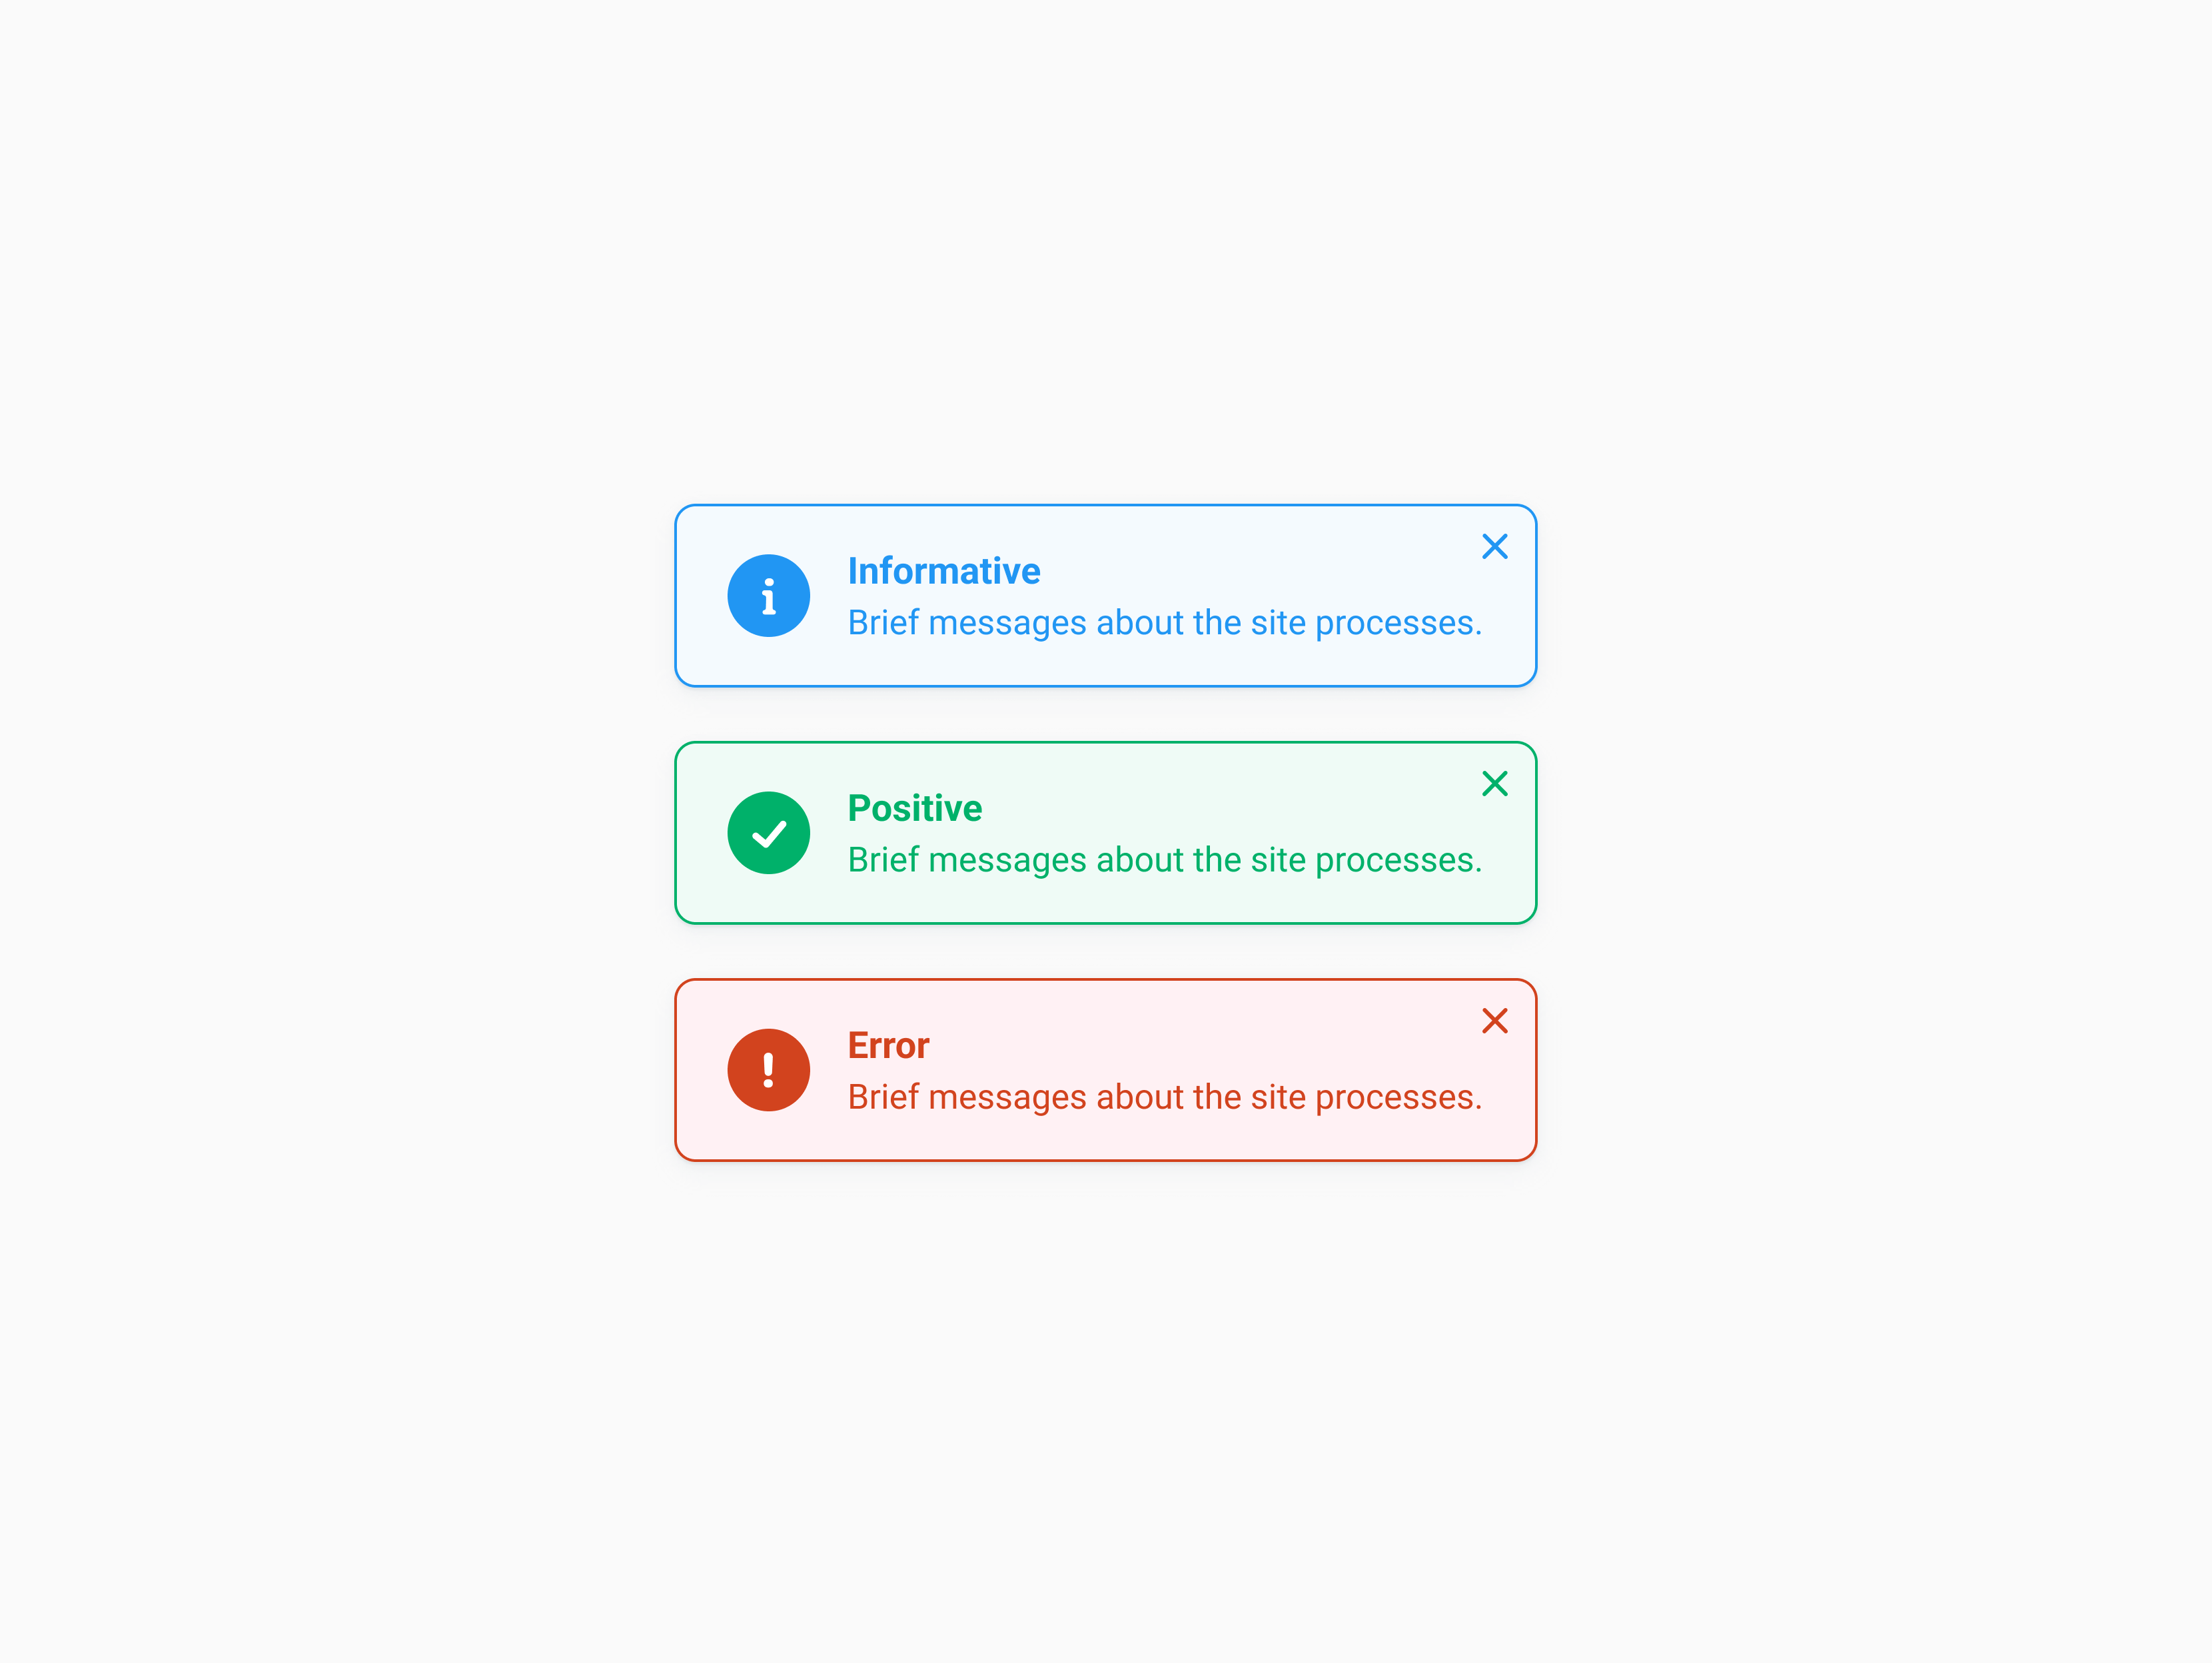 Informative
Brief messages about the site processes.
Positive
Brief messages about the site processes.
Error
Brief messages about the site processes.